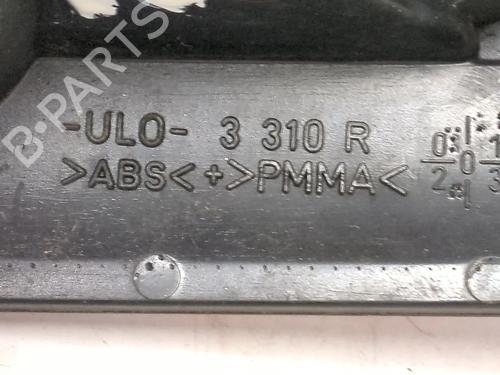 B-PARTS
-ULO- 3 310 R
>ABS<+>PMMA<